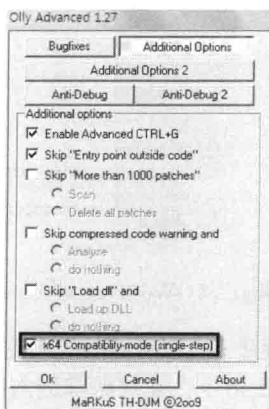 Olly Advanced 1.27
Bugfixes
Additional Options
Additional Options 2
Anti-Debug
Anti-Debug 2
Additional options
Enable Advanced CTRL+G
Skip "Entry point outside code"
Skip "More than 1000 patches"
Scan
Delete all patches
Skip compressed code warning and
Analyse
do nothing
Skip "Load dll" and
Load up DLL
do nothing
x64 Compatiblity-mode (single-step)
Ok
Cancel
About
MaRKuS TH-DJM ©2oo9